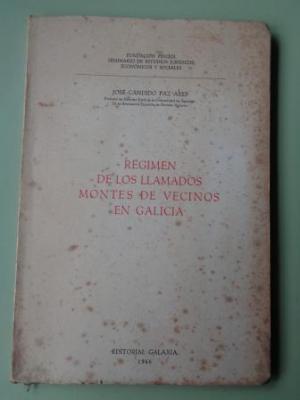 FUNDACIÓN PENZOL
SEMINARIO DE ESTUDIOS JURÍDICOS,
ECONÓMICOS Y SOCIALES
JOSÉ-CANDIDO PAZ-ARES
RÉGIMEN
DE LOS LLAMADOS
MONTES DE VECINOS
EN GALICIA
EDITORIAL GALAXIA
1966